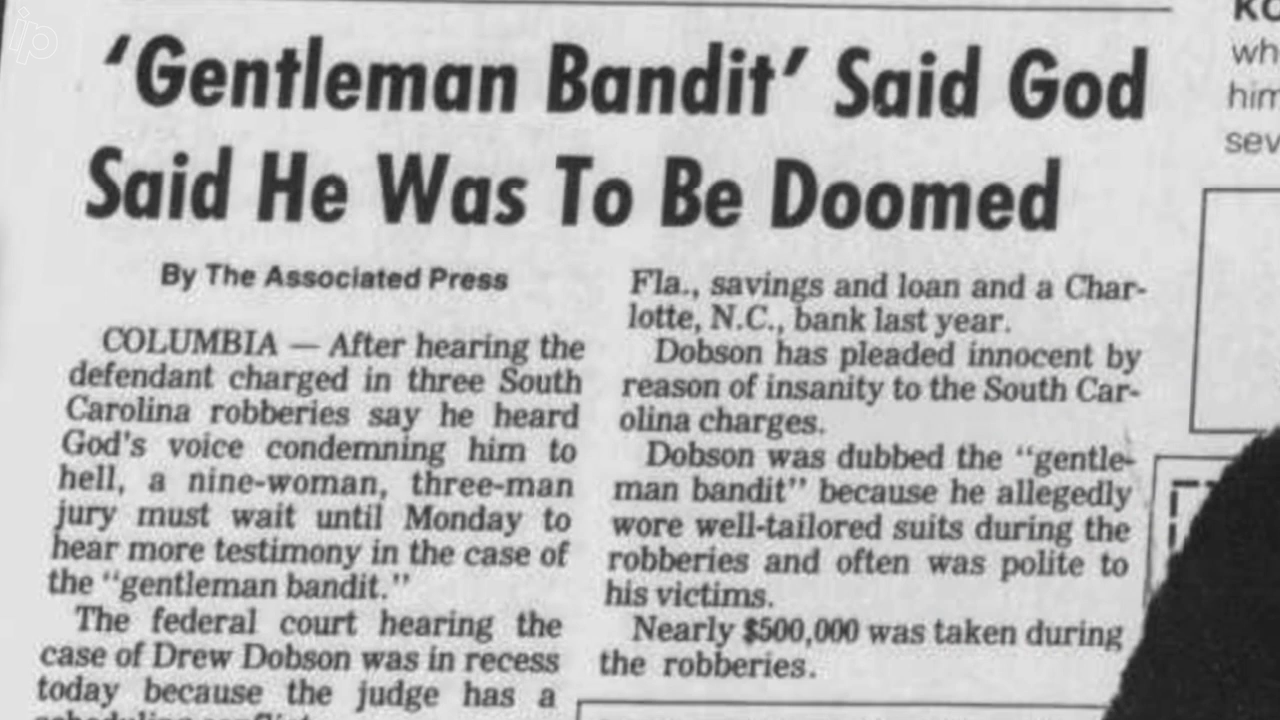 ip
'Gentleman Bandit' Said God
Said He Was To Be Doomed
By The Associated Press
COLUMBIA — After hearing the
defendant charged in three South
Carolina robberies say he heard
God's voice condemning him to
hell, a nine-woman, three-man
jury must wait until Monday to
hear more testimony in the case of
the "gentleman bandit."
The federal court hearing the
case of Drew Dobson was in recess
today because the judge has a
Fla., savings and loan and a Char-
lotte, N.C., bank last year.
Dobson has pleaded innocent by
reason of insanity to the South Car-
olina charges.
Dobson was dubbed the "gentle-
man bandit" because he allegedly
wore well-tailored suits during the
robberies and often was polite to
his victims.
Nearly $500,000 was taken during
the robberies.
wh
him
sev